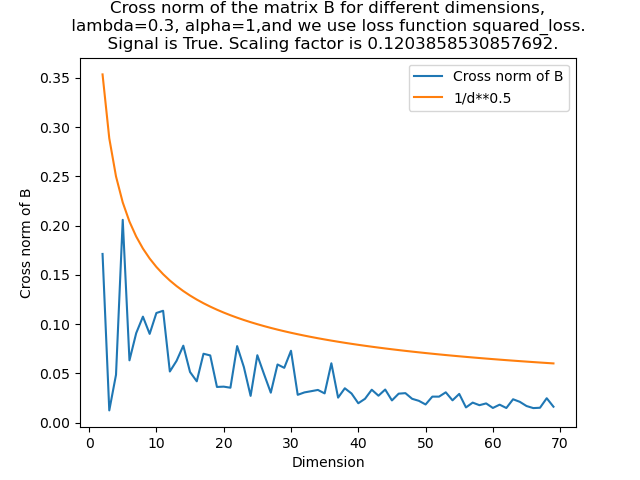 Cross norm of the matrix B for different dimensions,
lambda=0.3, alpha=1,and we use loss function squared_loss.
Signal is True. Scaling factor is 0.1203858530857692.
Cross norm of B
1/d**0.5
Cross norm of B
0.35
0.30
0.25
0.20
0.15
0.10
0.05
0.00
0 10 20 30 40 50 60 70
Dimension